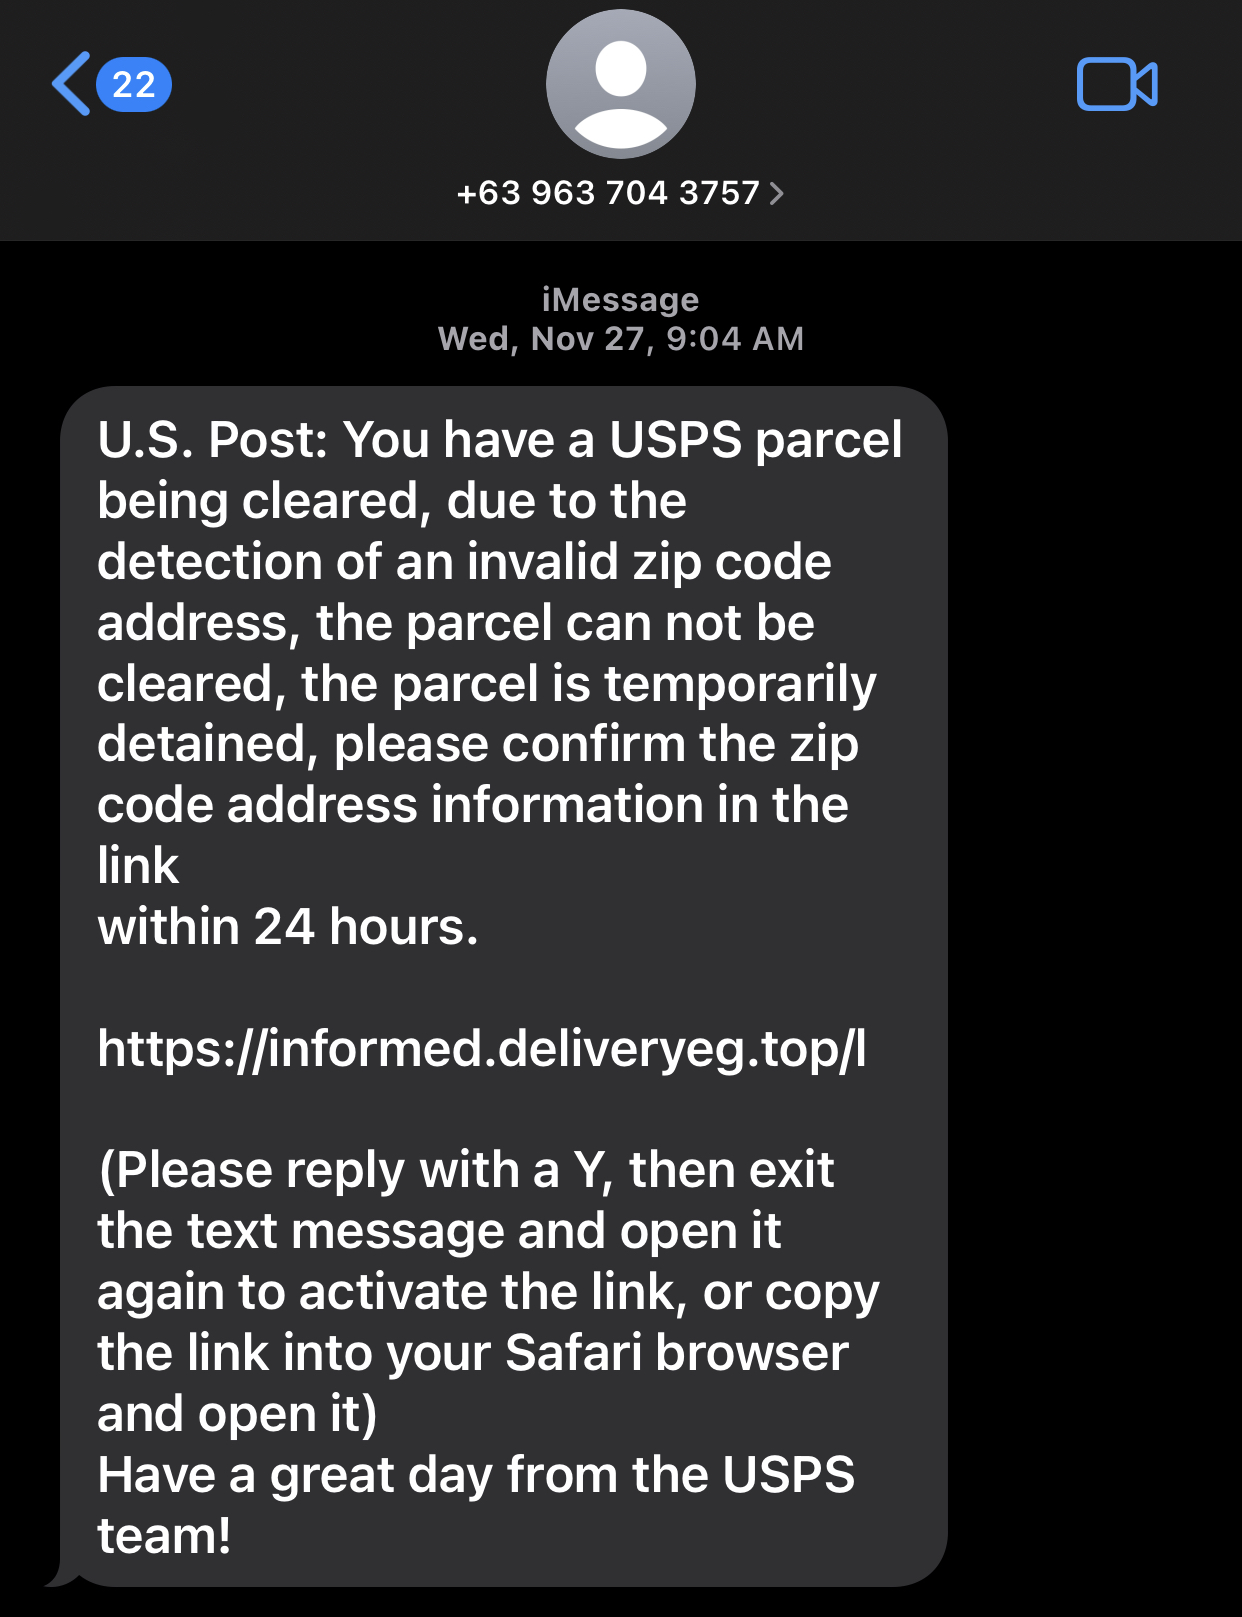 22
+63 963 704 3757
iMessage
Wed, Nov 27, 9:04 AM
U.S. Post: You have a USPS parcel
being cleared, due to the
detection of an invalid zip code
address, the parcel can not be
cleared, the parcel is temporarily
detained, please confirm the zip
code address information in the
link
within 24 hours.
https://informed.deliveryeg.top/l
(Please reply with a Y, then exit
the text message and open it
again to activate the link, or copy
the link into your Safari browser
and open it)
Have a great day from the USPS
team!